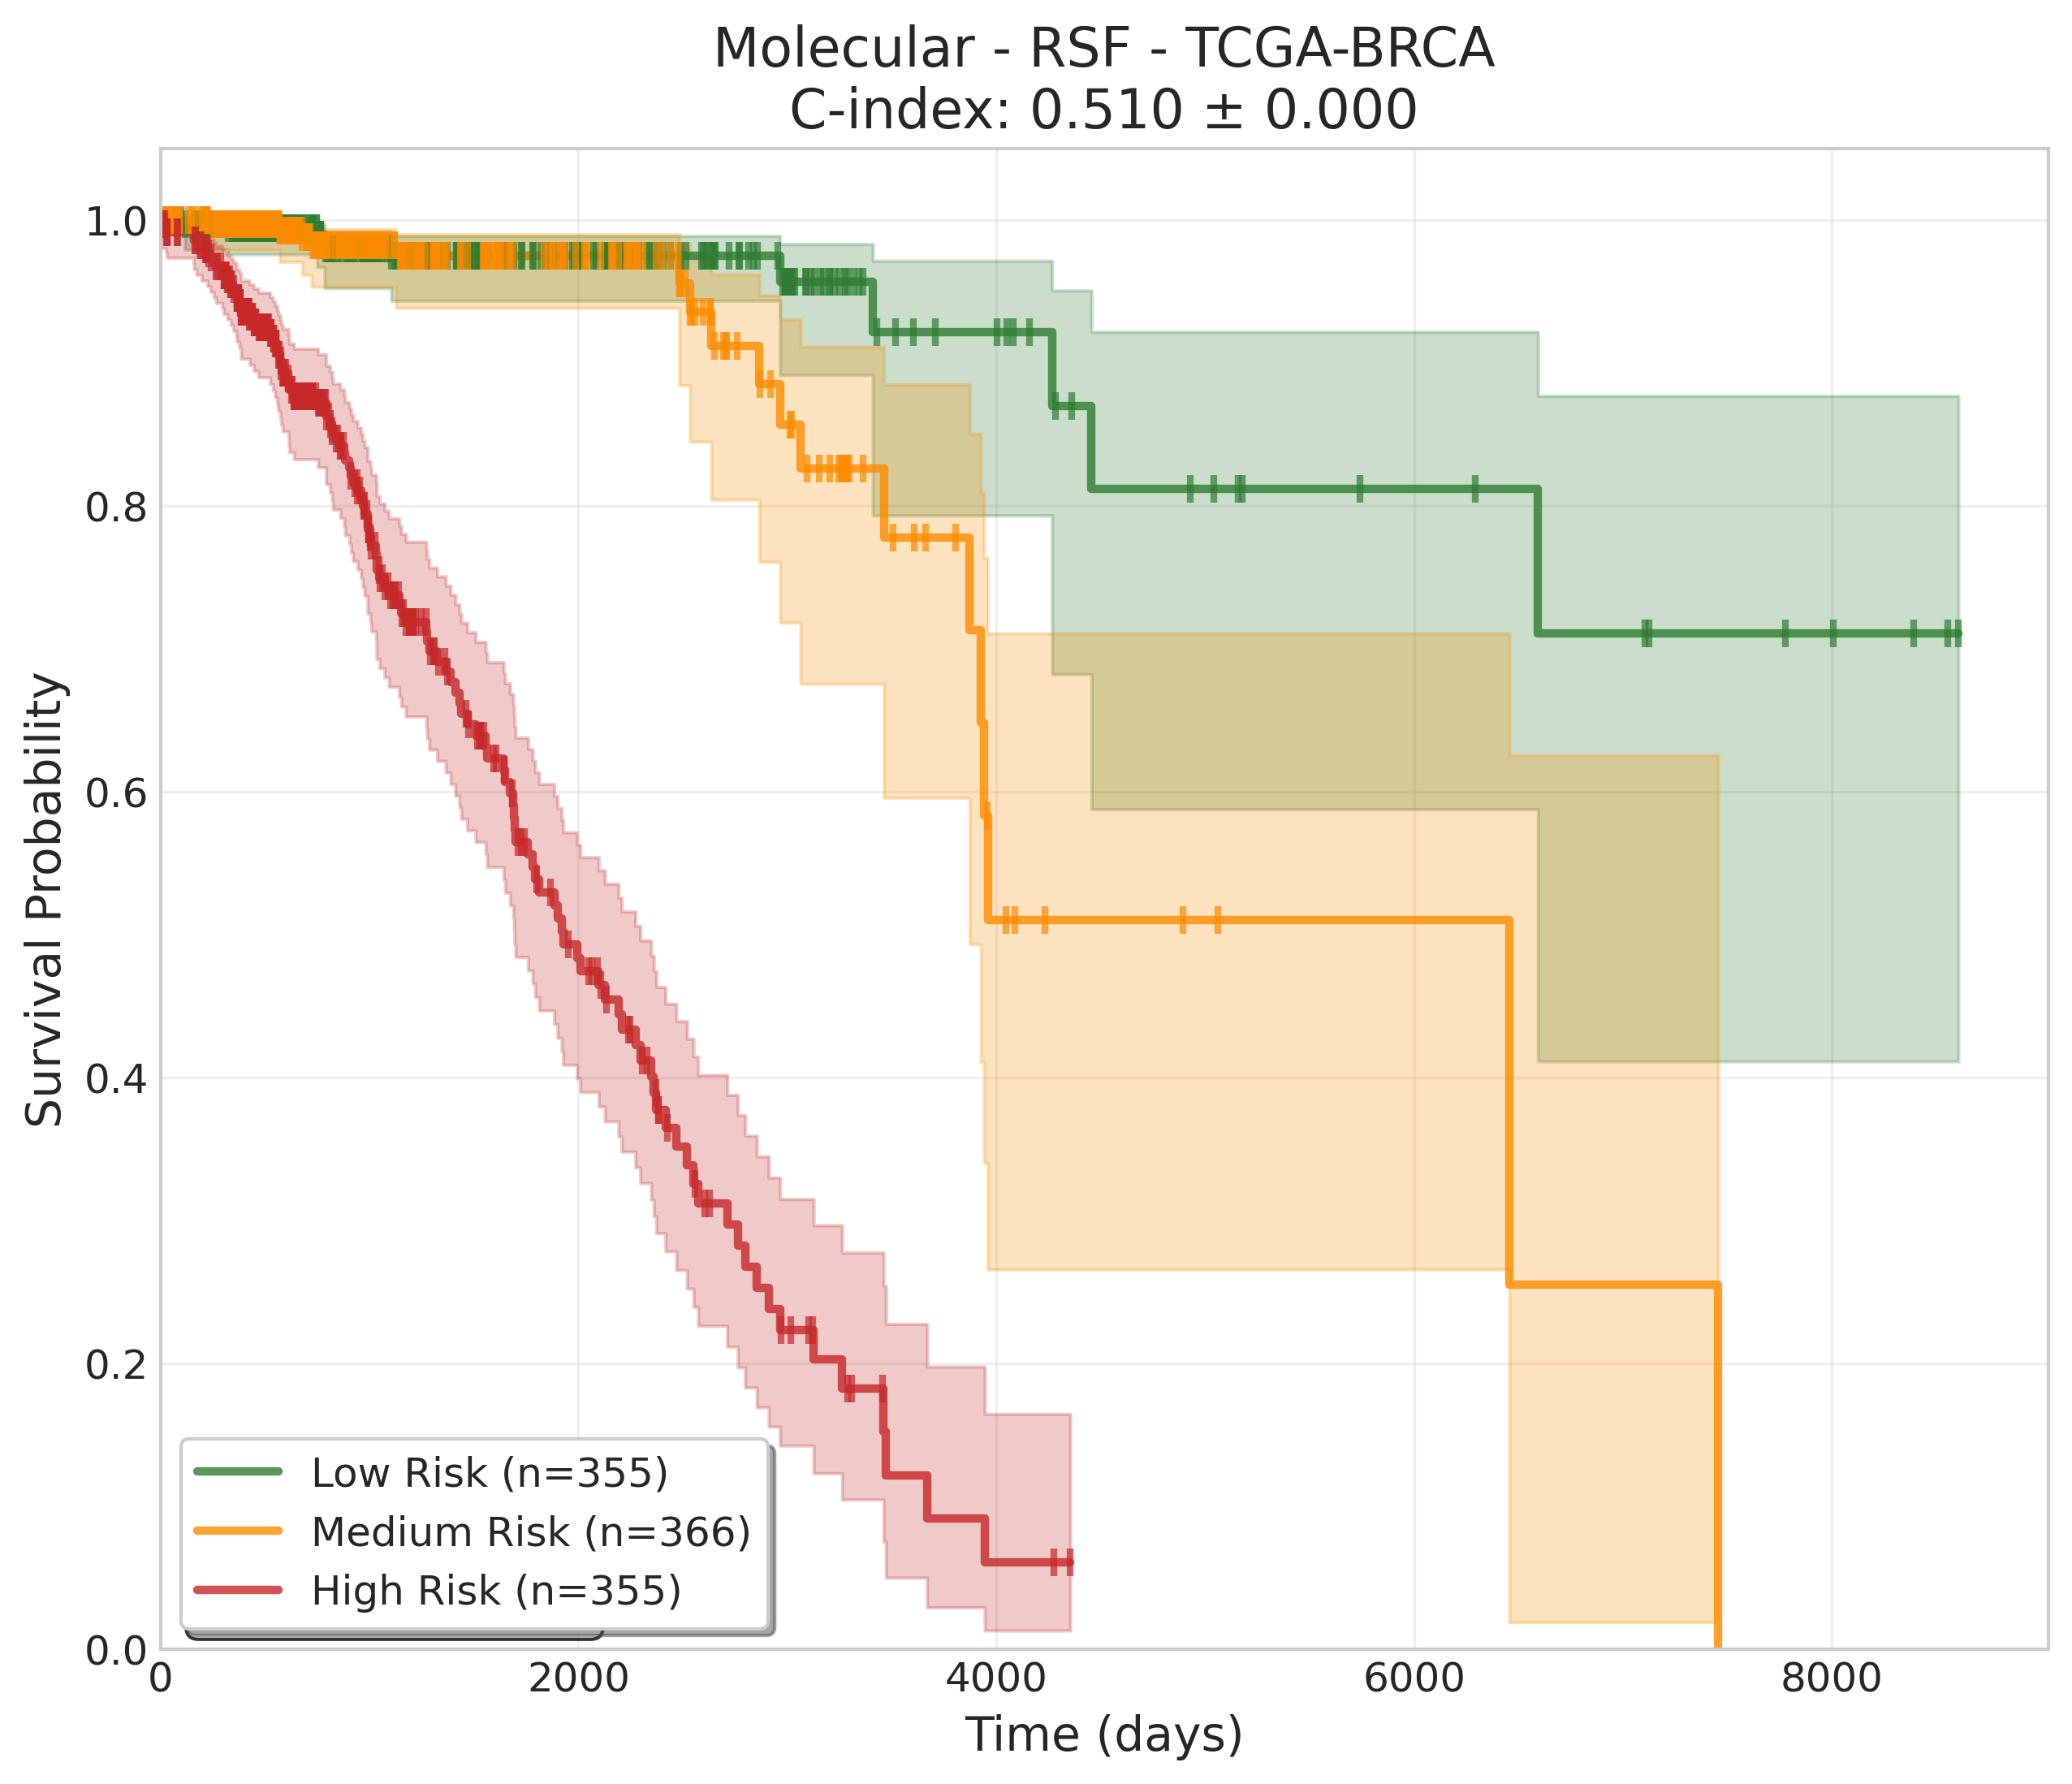 Molecular - RSF - TCGA-BRCA
C-index: 0.510 ± 0.000
1.0
0.8
0.6
0.4
0.2
0.0
Survival Probability
Low Risk (n=355)
Medium Risk (n=366)
High Risk (n=355)
0 2000 4000 6000 8000
Time (days)